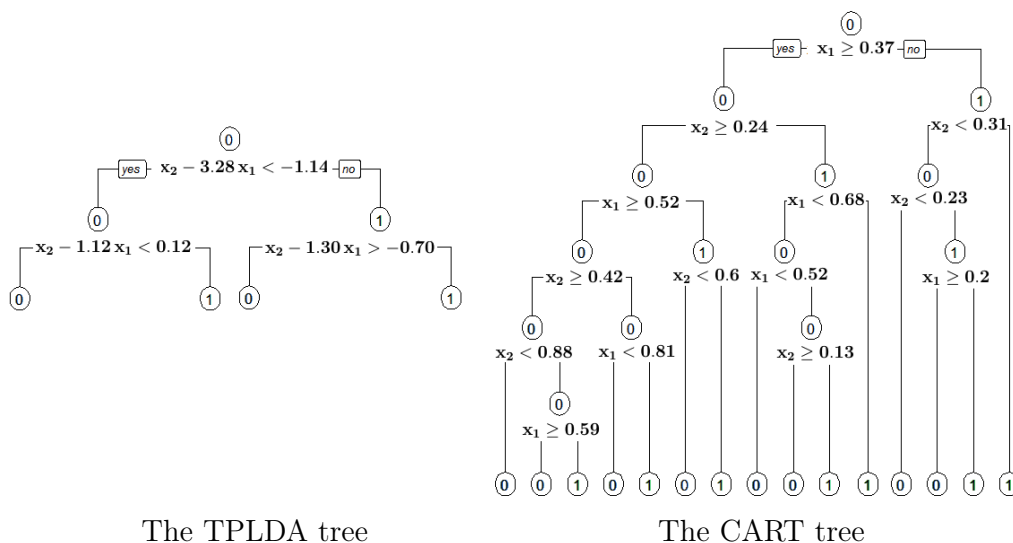 0
yes x₁ ≥ 0.37 no
0 1
x₂ ≥ 0.24 x₂ < 0.31
0
yes x₂ − 3.28 x₁ < −1.14 no
0 1 0
x₁ ≥ 0.52 x₁ < 0.68 x₂ < 0.23
0 1
x₂ − 1.12 x₁ < 0.12 x₂ − 1.30 x₁ > −0.70
0 1 0 1
x₂ ≥ 0.42 x₂ < 0.6 x₁ < 0.52 x₁ ≥ 0.2
0 1 0 1
0 0 0
x₂ < 0.88 x₁ < 0.81 x₂ ≥ 0.13
0
x₁ ≥ 0.59
0 0 1 0 1 0 1 0 0 1 1 0 0 1 1
The TPLDA tree The CART tree